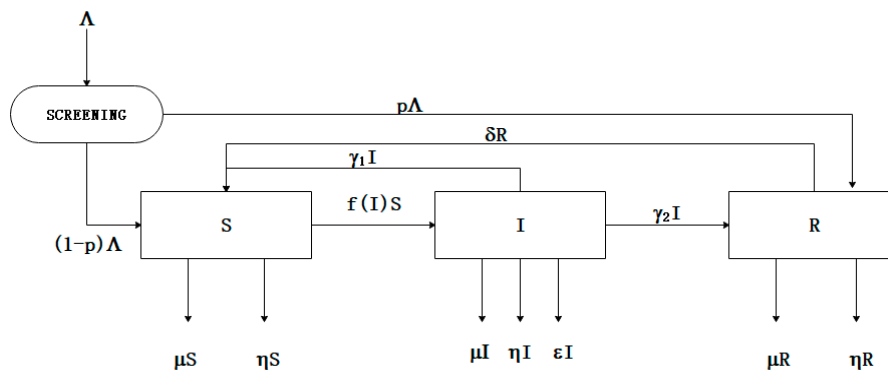 Λ
SCREENING
pΛ
δR
γ₁I
(1-p)Λ
S
f(I)S
I
γ₂I
R
μS
ηS
μI
ηI
εI
μR
ηR